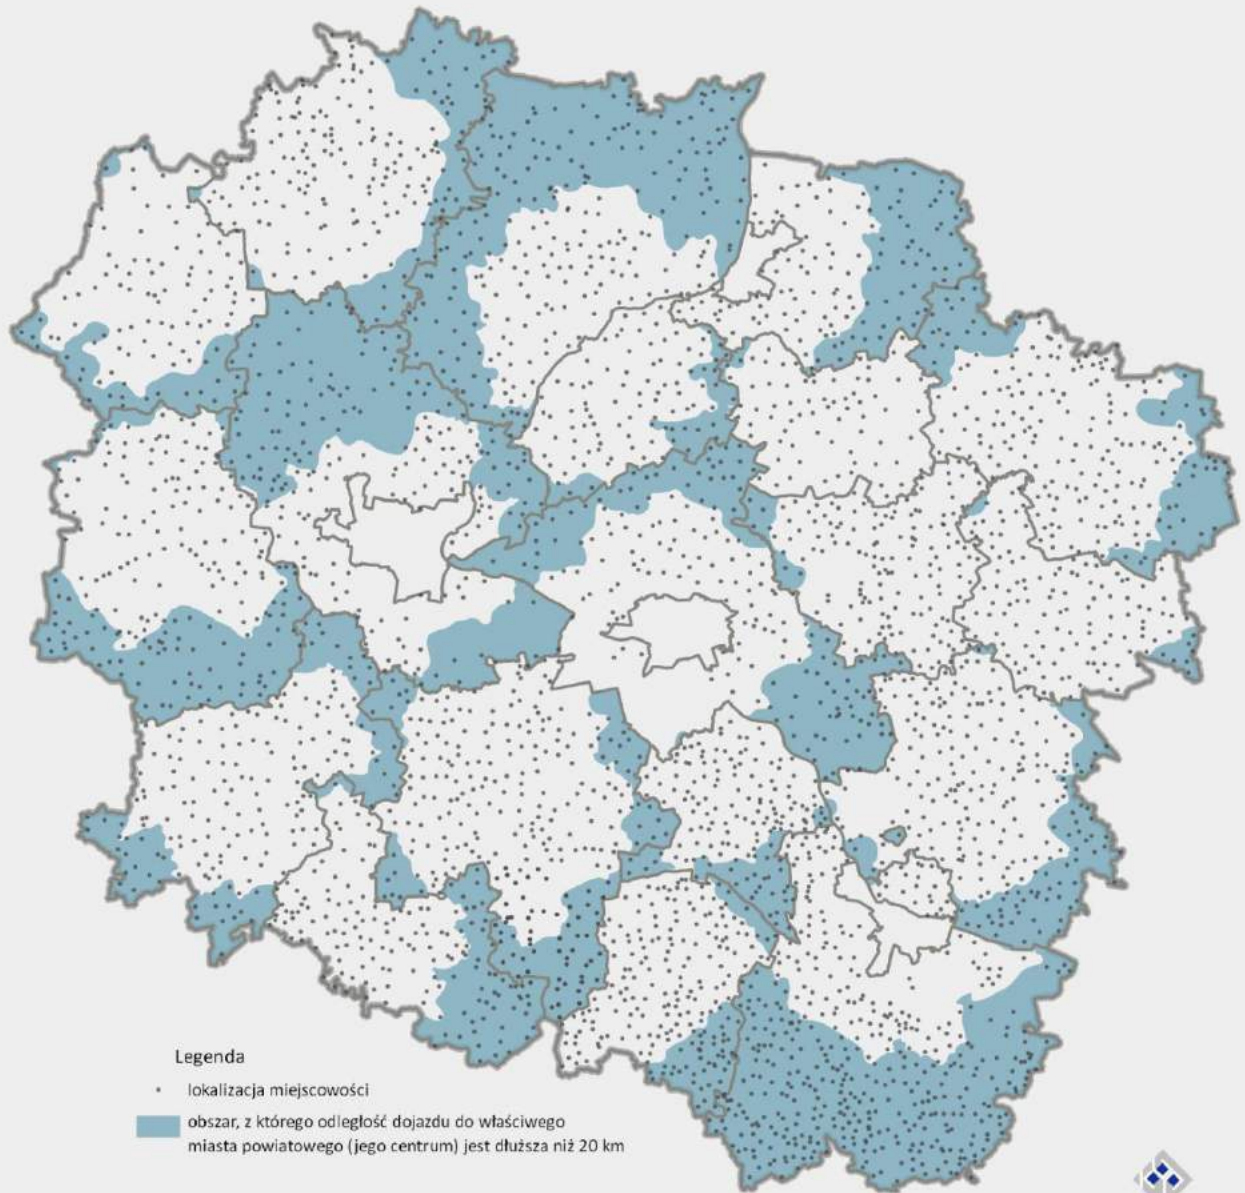 Legenda
lokalizacja miejscowości
obszar, z którego odległość dojazdu do właściwego
miasta powiatowego (jego centrum) jest dłuższa niż 20 km